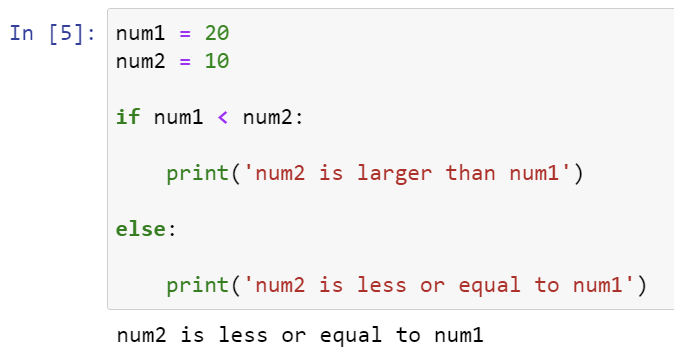 In [5]: num1 = 20
num2 = 10
if num1 < num2:
print('num2 is larger than num1')
else:
print('num2 is less or equal to num1')
num2 is less or equal to num1